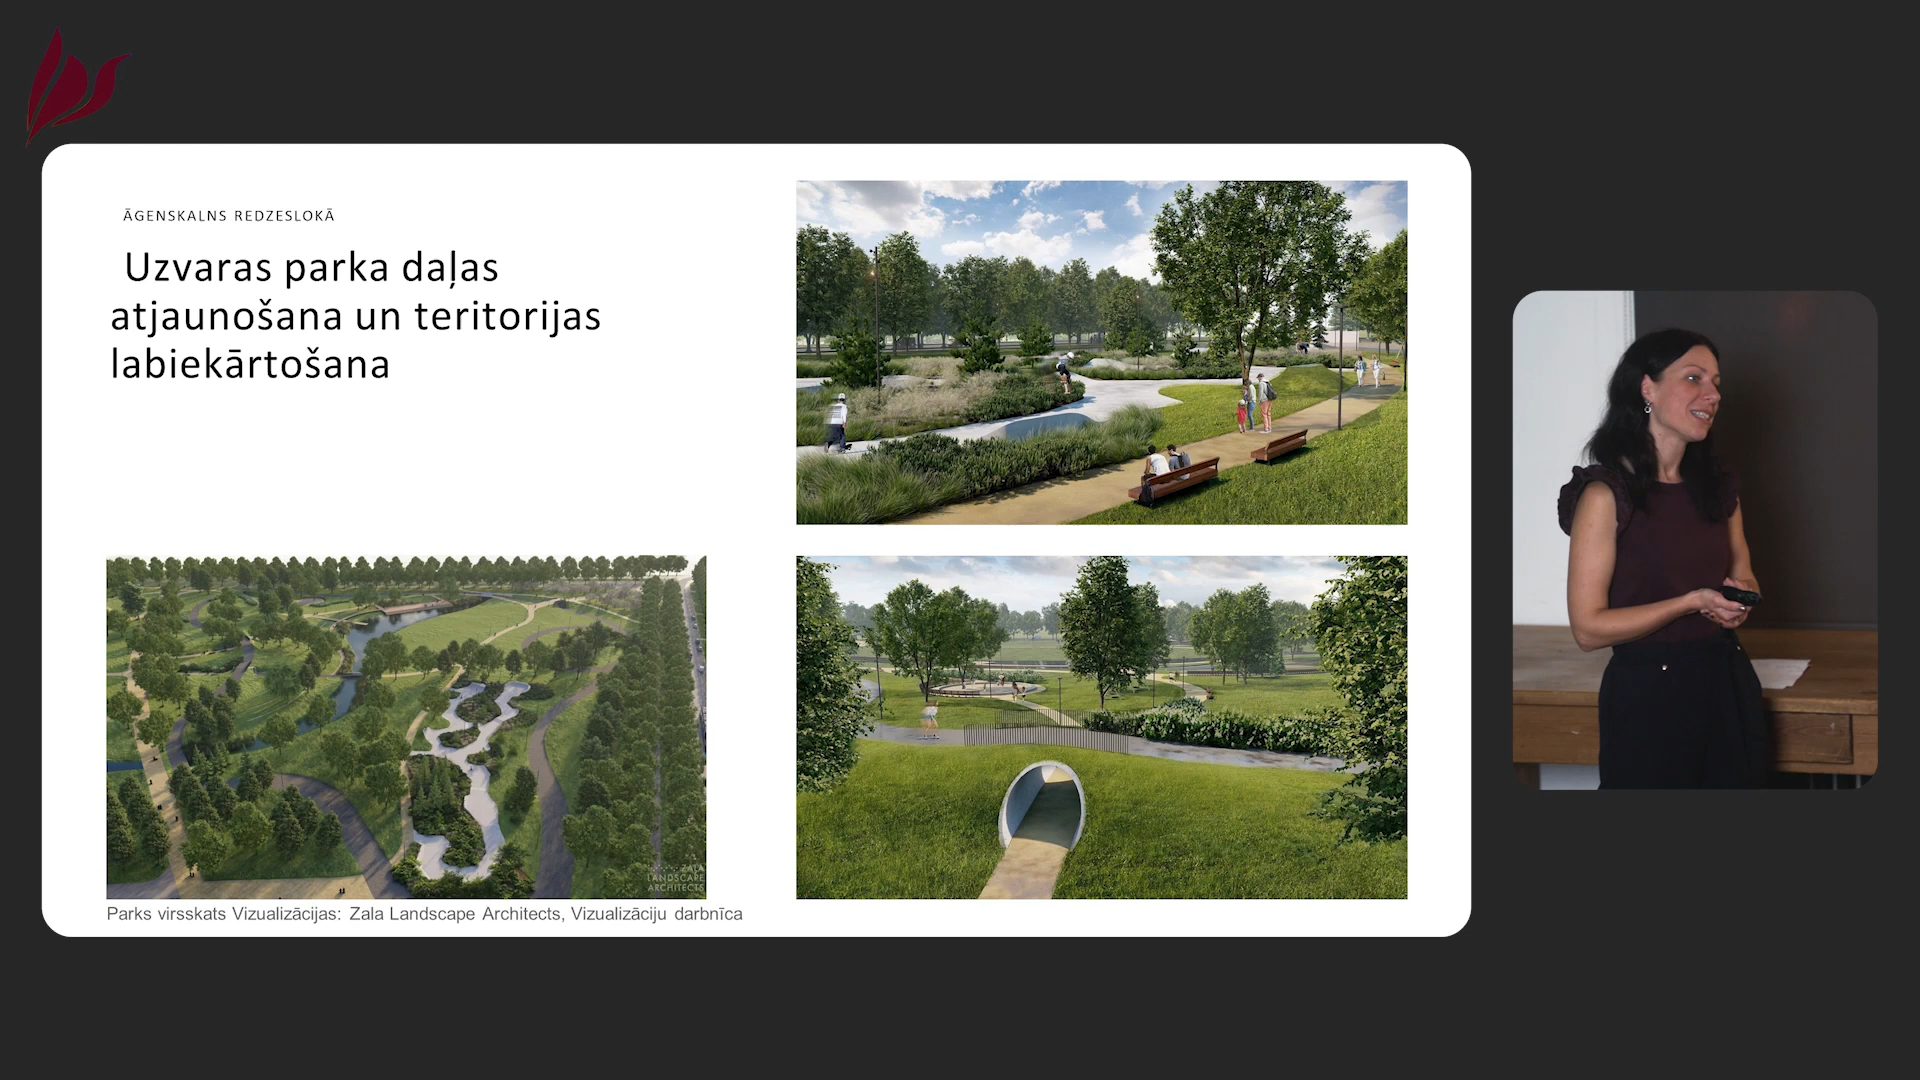 ĀGENSKALNS REDZESLOKĀ
Uzvaras parka daļas
atjaunošana un teritorijas
labiekārtošana
ZALA
LANDSCAPE
ARCHITECTS
Parks virsskats Vizualizācijas: Zala Landscape Architects, Vizualizāciju darbnīca